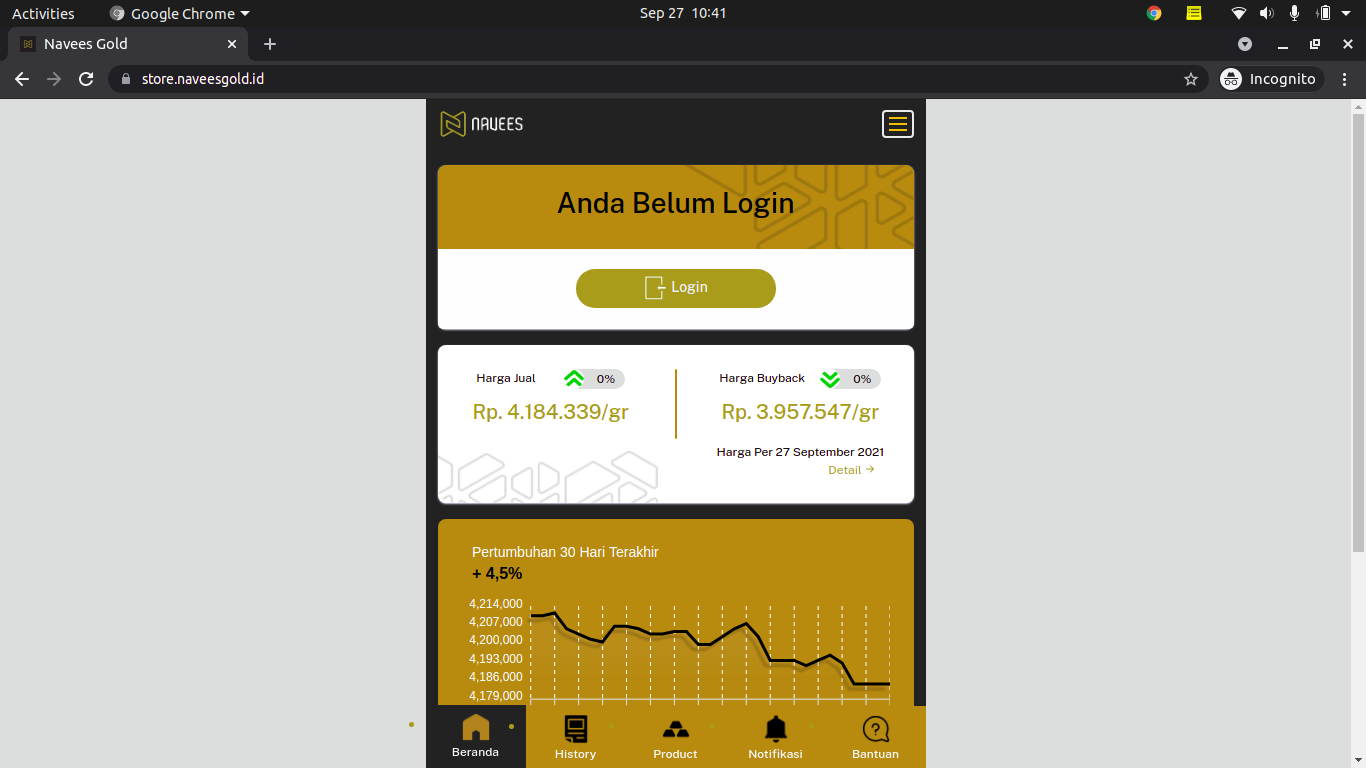 Activities
Google Chrome
Sep 27 10:41
Navees Gold
store.naveesgold.id
Incognito
NAVEES
Anda Belum Login
Login
Harga Jual
0%
Rp. 4.184.339/gr
Harga Buyback
0%
Rp. 3.957.547/gr
Harga Per 27 September 2021
Detail
Pertumbuhan 30 Hari Terakhir
+ 4,5%
4,214,000
4,207,000
4,200,000
4,193,000
4,186,000
4,179,000
Beranda
History
Product
Notifikasi
Bantuan